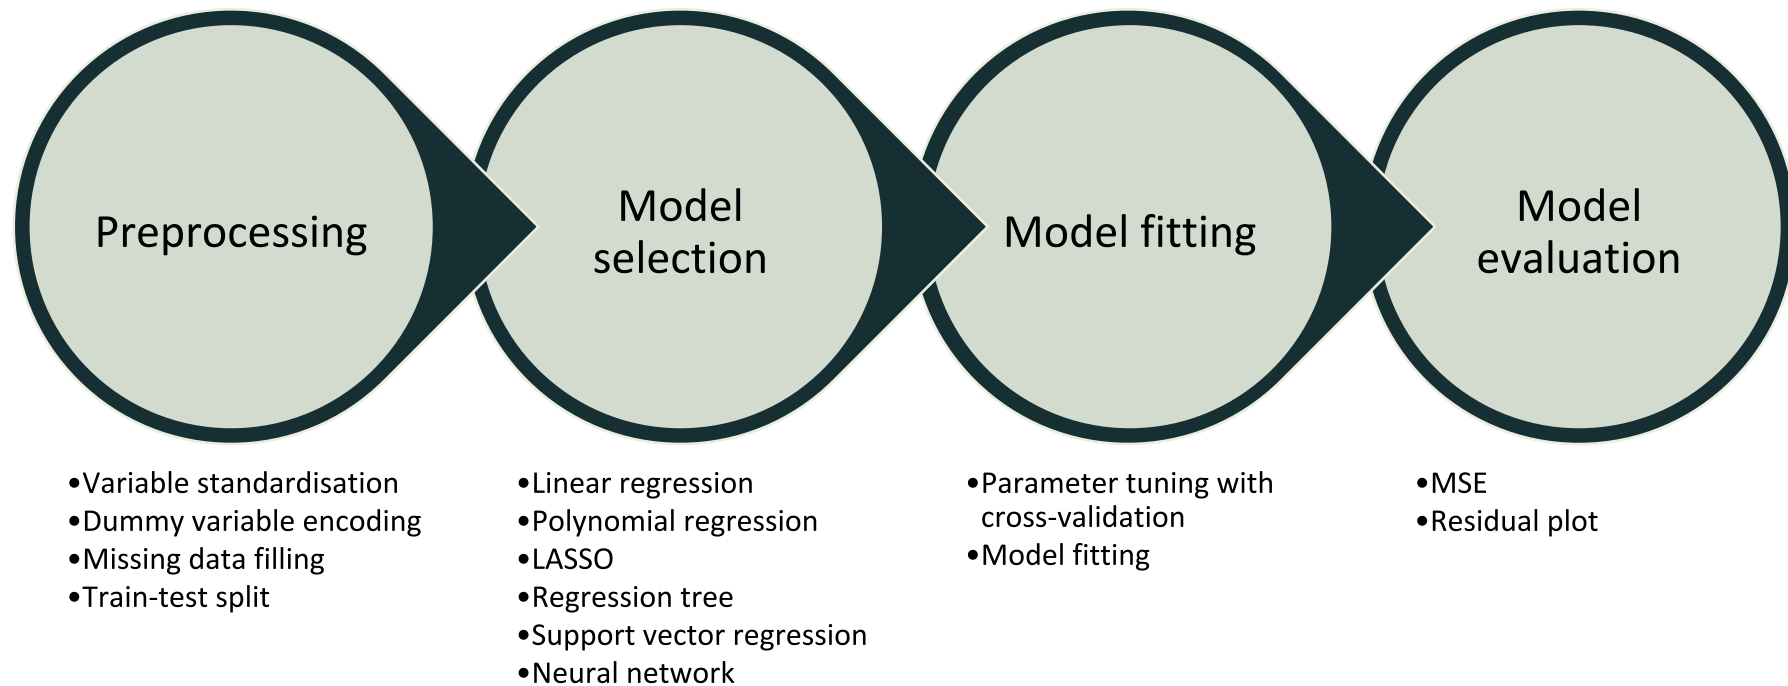 Preprocessing
Model
selection
Model fitting
Model
evaluation
•Variable standardisation
•Dummy variable encoding
•Missing data filling
•Train-test split
•Linear regression
•Polynomial regression
•LASSO
•Regression tree
•Support vector regression
•Neural network
•Parameter tuning with
cross-validation
•Model fitting
•MSE
•Residual plot